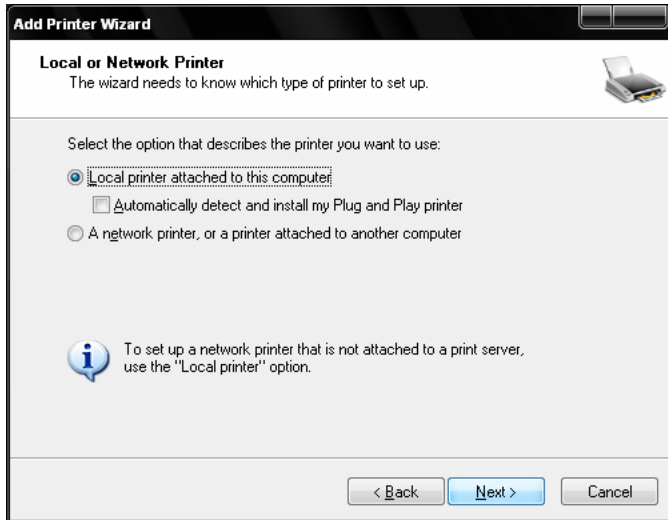 Add Printer Wizard
Local or Network Printer
The wizard needs to know which type of printer to set up.
Select the option that describes the printer you want to use:
Local printer attached to this computer
Automatically detect and install my Plug and Play printer
A network printer, or a printer attached to another computer
To set up a network printer that is not attached to a print server,
use the "Local printer" option.
< Back
Next >
Cancel